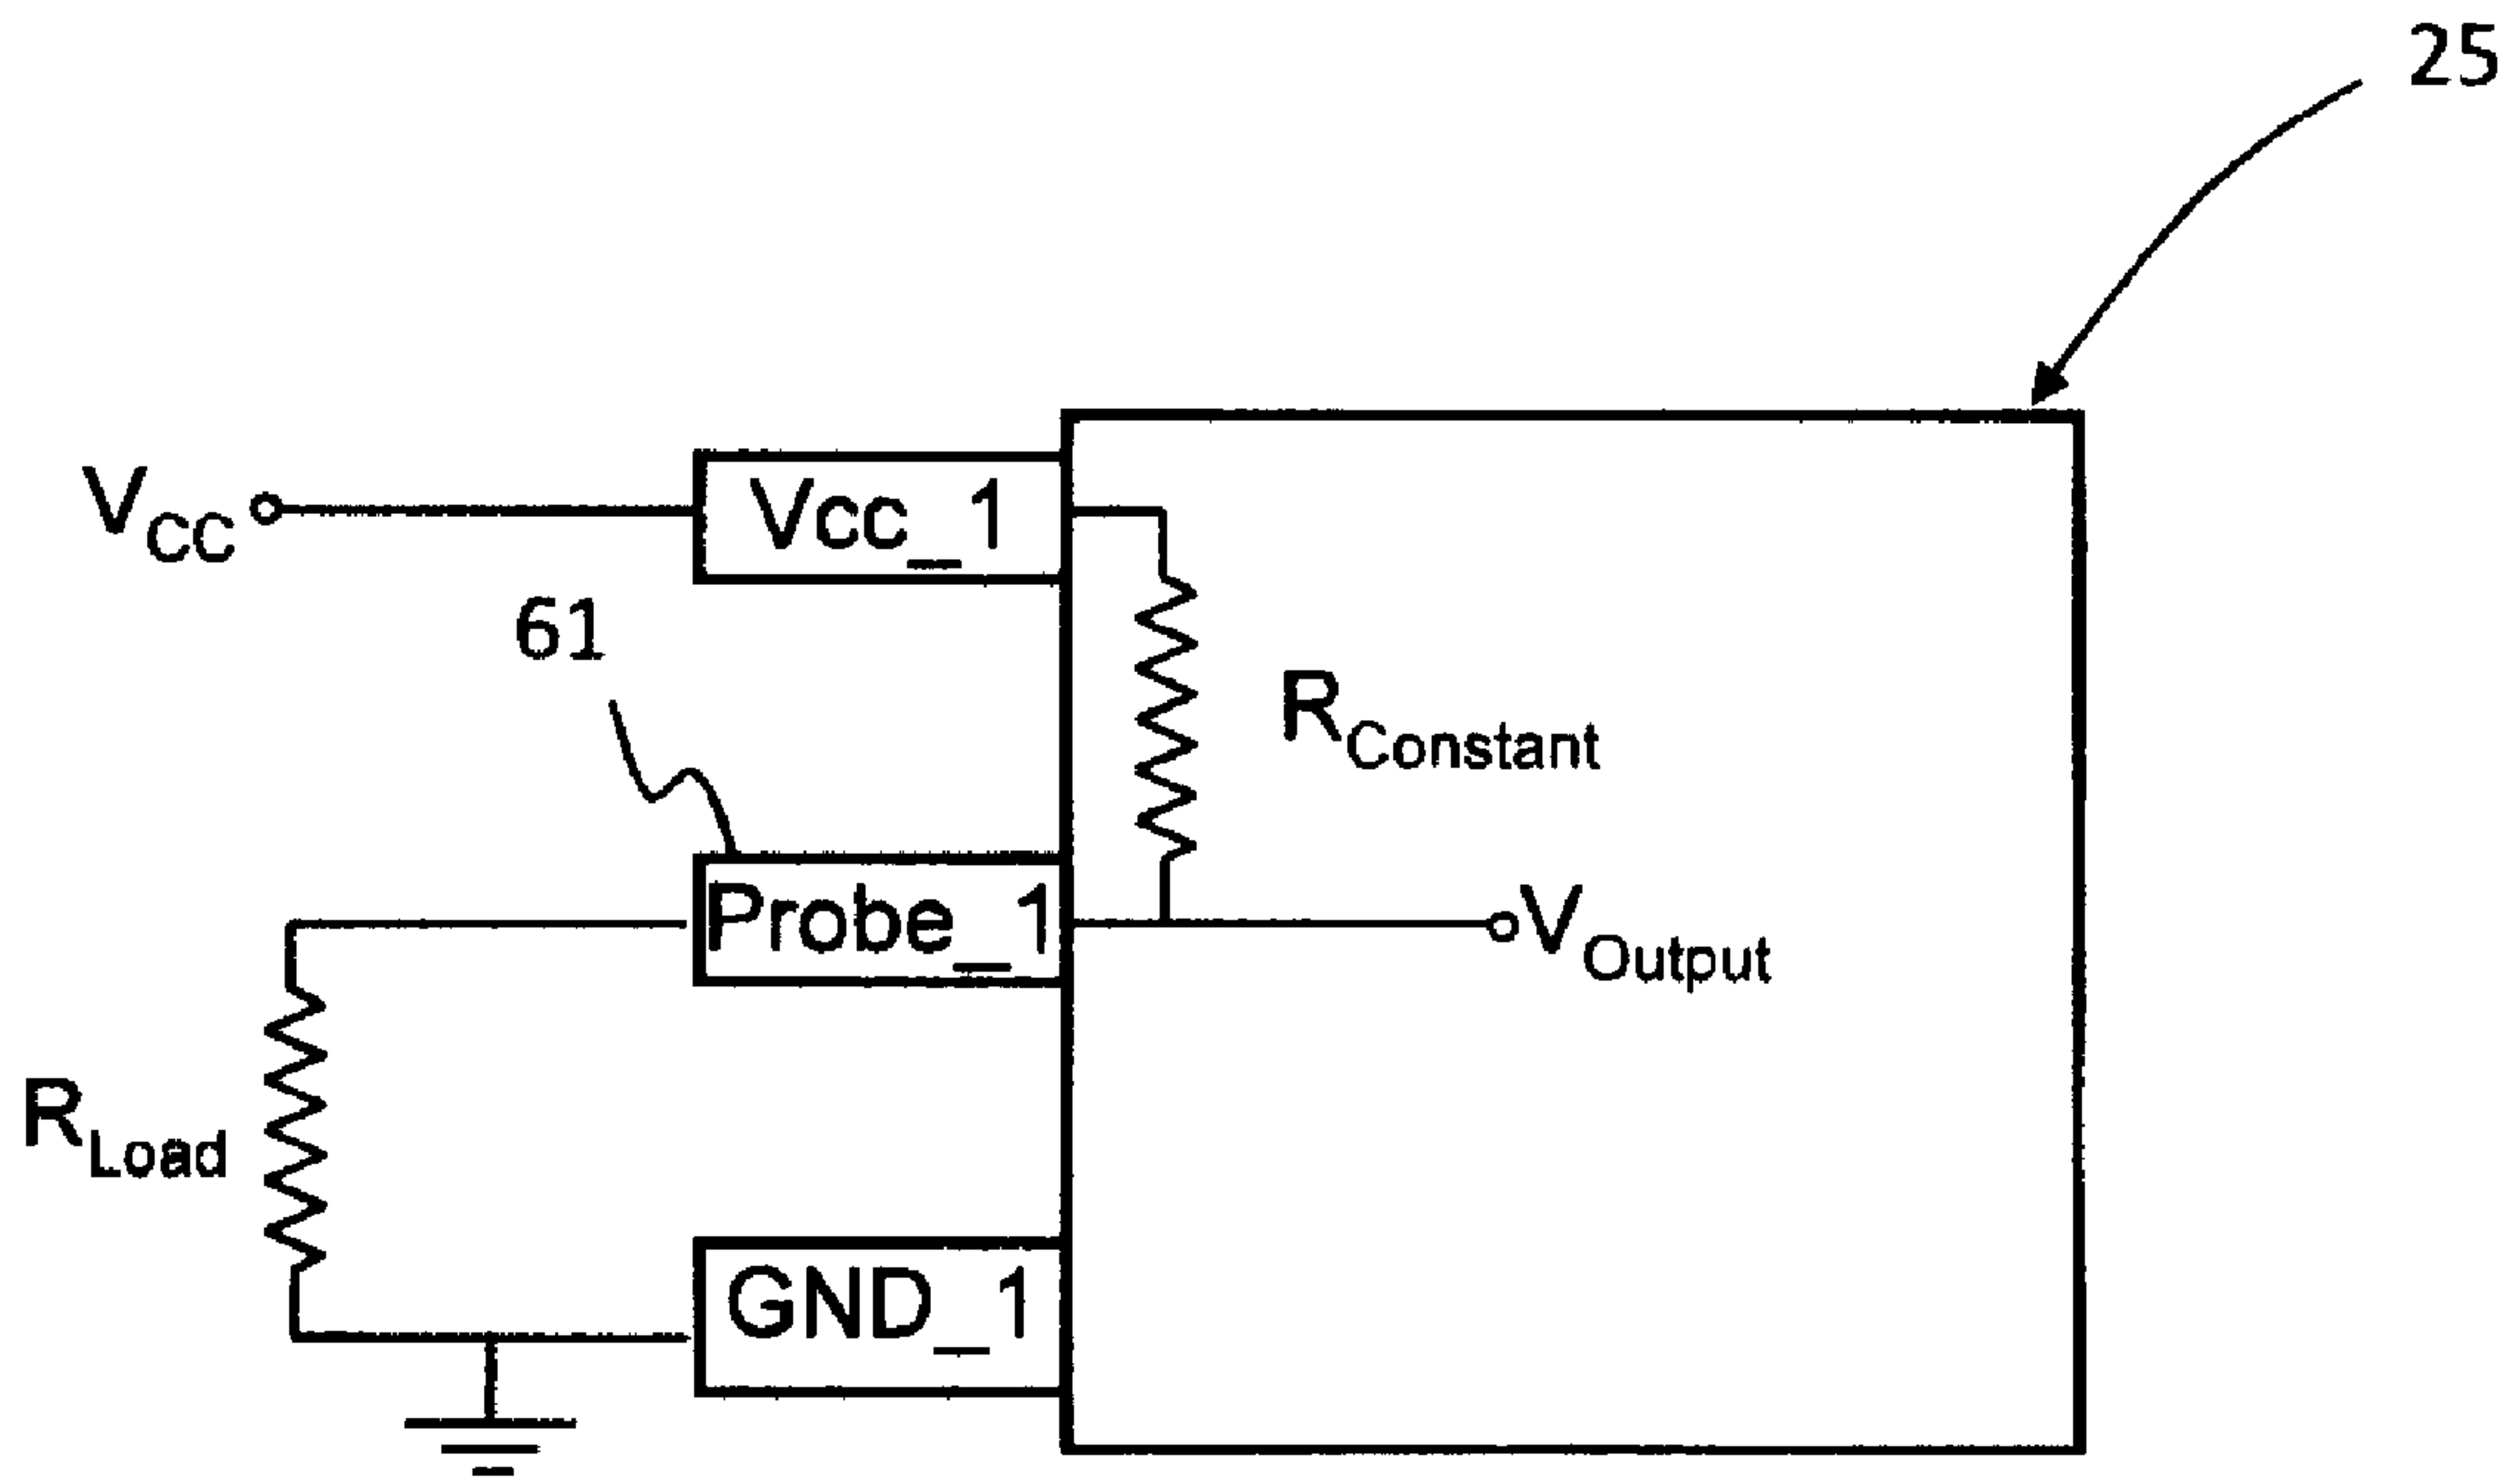 25
VCC
Vcc_1
61
RConstant
Probe_1
VOutput
RLoad
GND_1